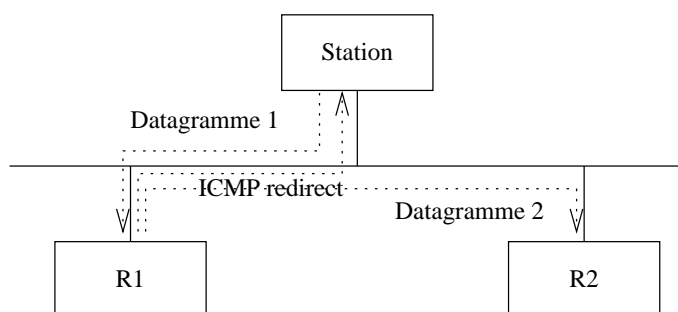 Station
Datagramme 1
ICMP redirect
Datagramme 2
R1
R2